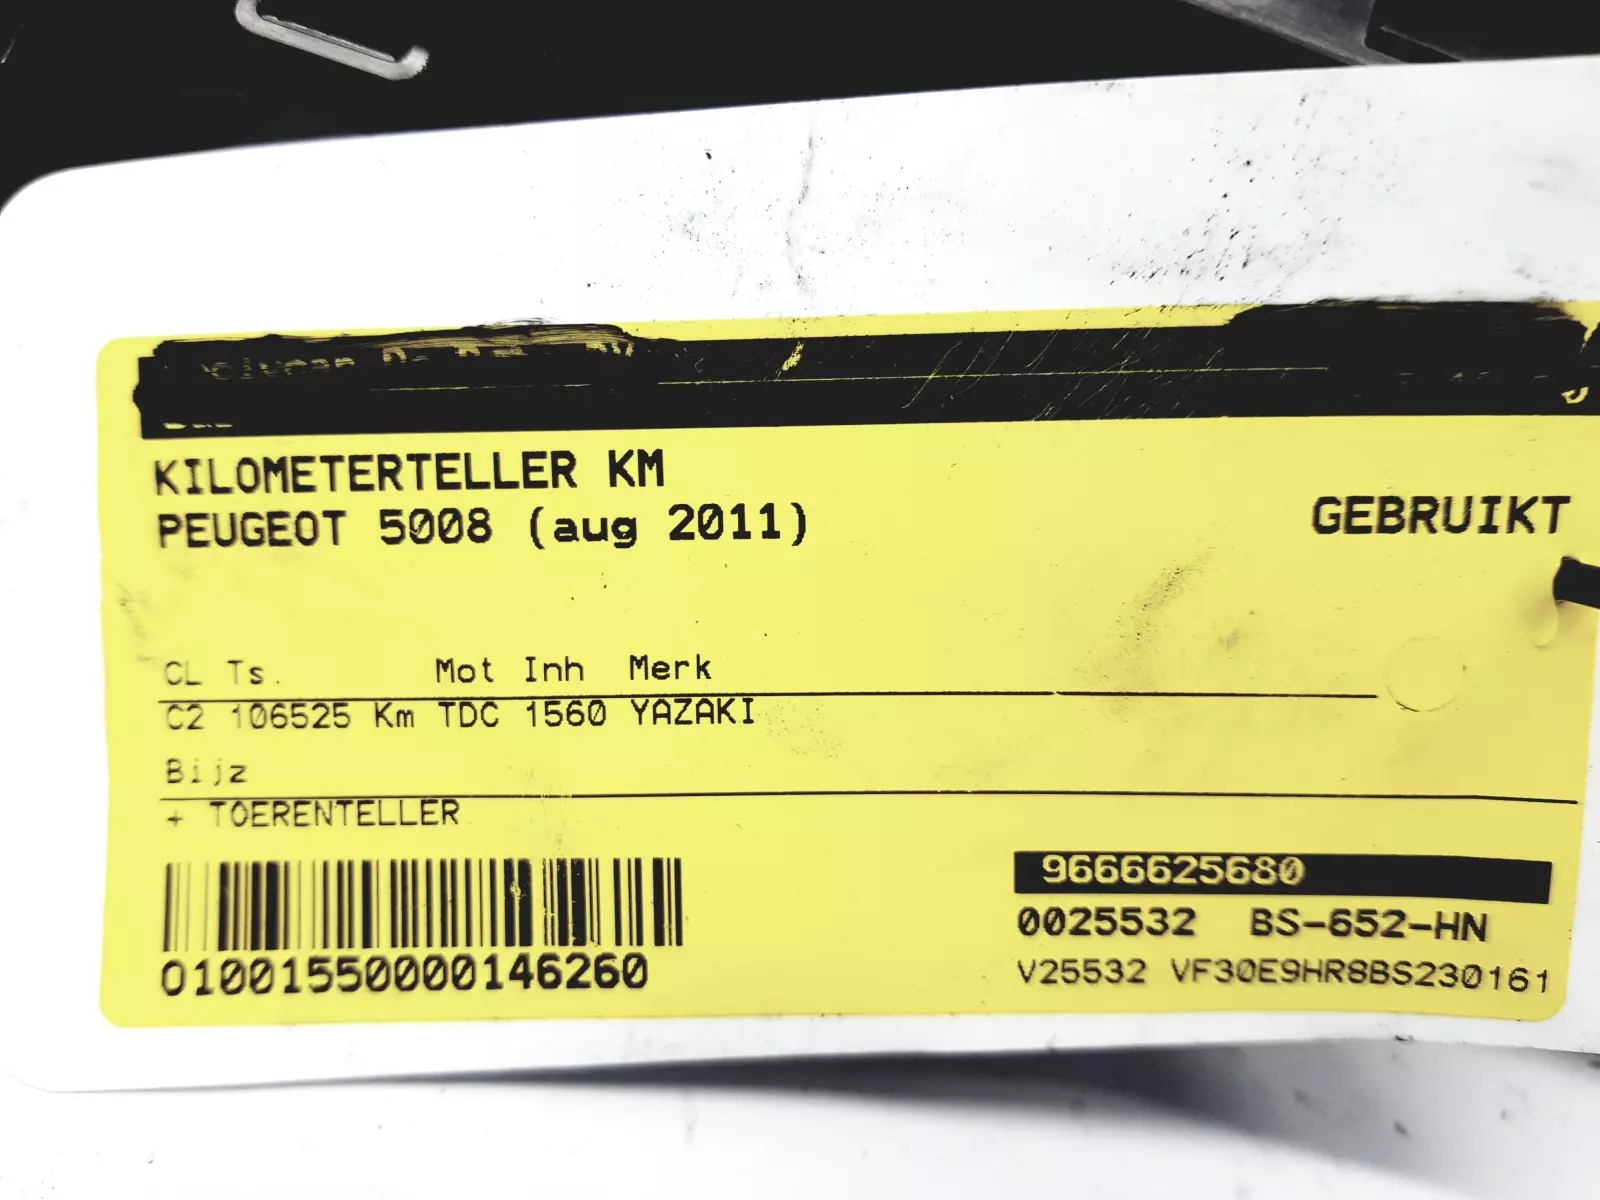 KILOMETERTELLER KM
PEUGEOT 5008 (aug 2011)
GEBRUIKT
CL Ts. Mot Inh Merk
C2 106525 Km TDC 1560 YAZAKI
Bijz
+ TOERENTELLER
9666625680
0025532 BS-652-HN
V25532 VF30E9HR8BS230161
01001550000146260